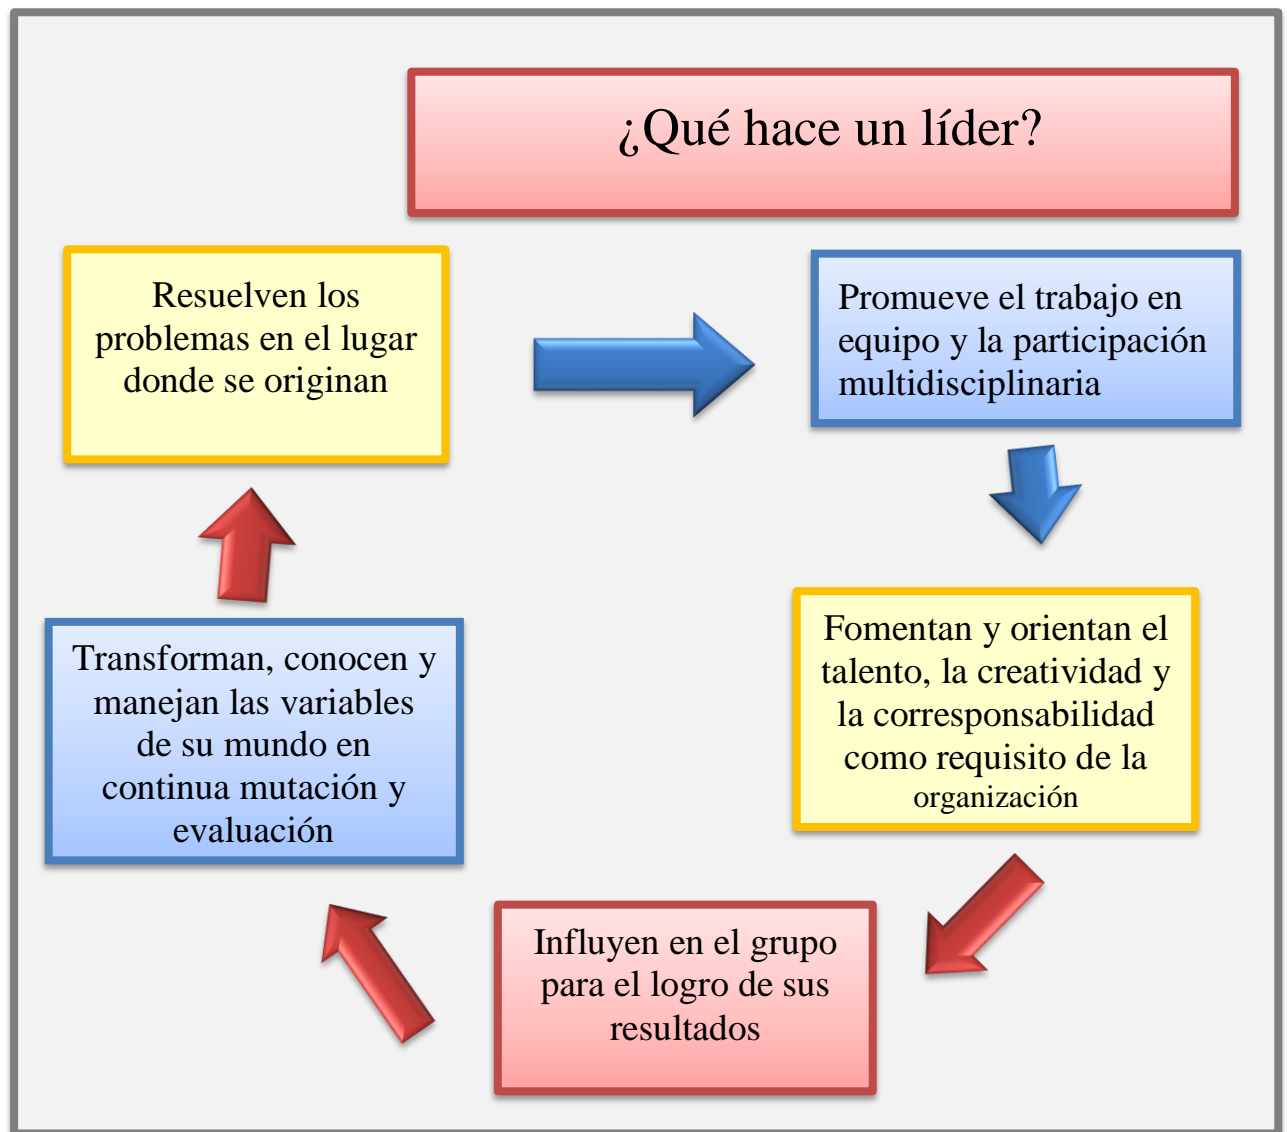 ¿Qué hace un líder?
Resuelven los
problemas en el lugar
donde se originan
Promueve el trabajo en
equipo y la participación
multidisciplinaria
Fomentan y orientan el
talento, la creatividad y
la corresponsabilidad
como requisito de la
organización
Influyen en el grupo
para el logro de sus
resultados
Transforman, conocen y
manejan las variables
de su mundo en
continua mutación y
evaluación